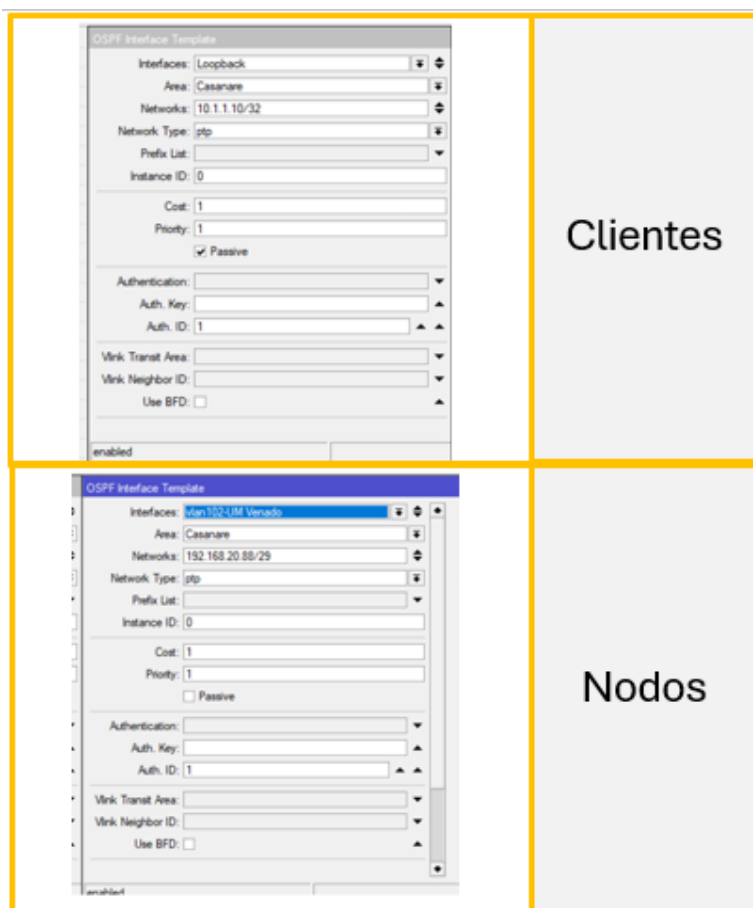 OSPF Interface Template
Interfaces: Loopback
Area: Casanare
Networks: 10.1.1.10/32
Network Type: ptp
Prefix List:
Instance ID: 0
Cost: 1
Priority: 1
Passive
Authentication:
Auth. Key:
Auth. ID: 1
Vlink Transit Area:
Vlink Neighbor ID:
Use BFD:
enabled
Clientes
OSPF Interface Template
Interfaces: vlan102-UM Venado
Area: Casanare
Networks: 192.168.20.88/29
Network Type: ptp
Prefix List:
Instance ID: 0
Cost: 1
Priority: 1
Passive
Authentication:
Auth. Key:
Auth. ID: 1
Vlink Transit Area:
Vlink Neighbor ID:
Use BFD:
enabled
Nodos